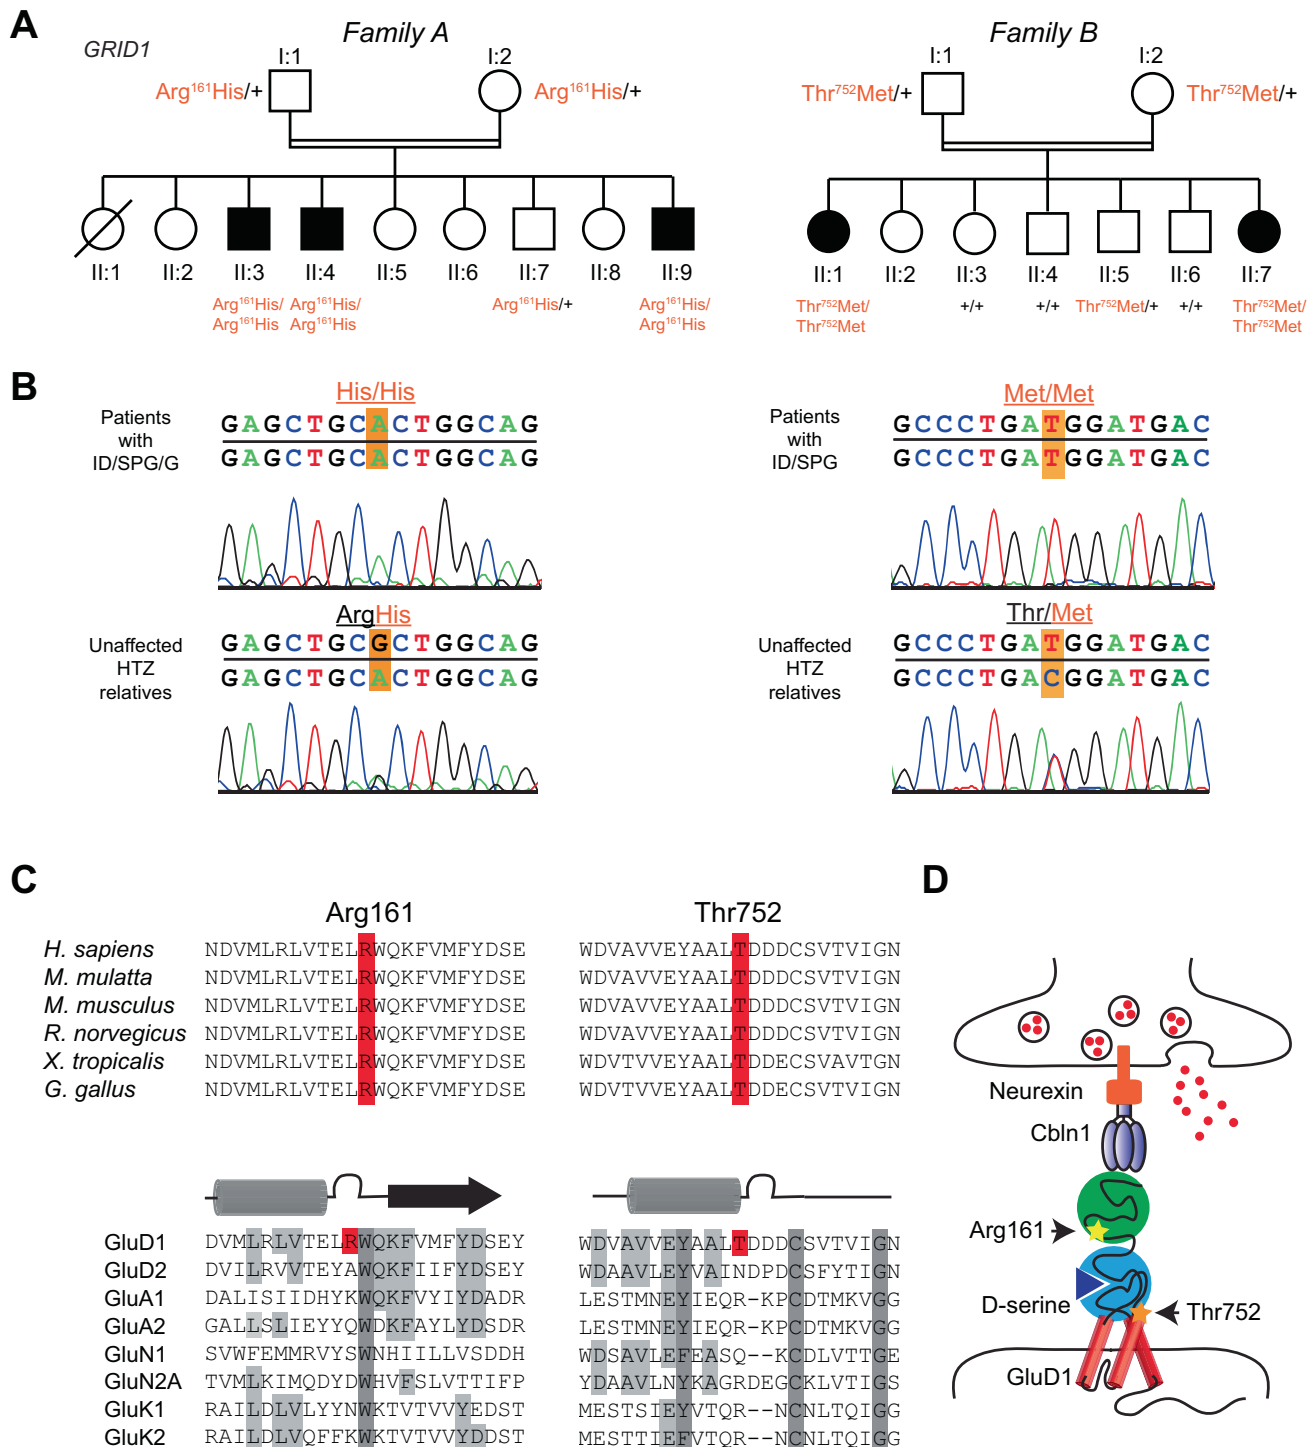 A
GRID1
Family A
I:1
I:2
Arg161His/+
Arg161His/+
II:1
II:2
II:3
II:4
II:5
II:6
II:7
II:8
II:9
Arg161His/
Arg161His
Arg161His/
Arg161His
Arg161His/+
Arg161His/
Arg161His
Family B
I:1
I:2
Thr752Met/+
Thr752Met/+
II:1
II:2
II:3
II:4
II:5
II:6
II:7
Thr752Met/
Thr752Met
+/+
+/+
Thr752Met/+
+/+
Thr752Met/
Thr752Met
B
Patients
with
ID/SPG/G
His/His
GAGCTGCACTGGCAG
GAGCTGCACTGGCAG
Unaffected
HTZ
relatives
ArgHis
GAGCTGCGCTGGCAG
GAGCTGCACTGGCAG
Patients
with
ID/SPG
Met/Met
GCCCTGATGGATGAC
GCCCTGATGGATGAC
Unaffected
HTZ
relatives
Thr/Met
GCCCTGATGGATGAC
GCCCTGACGGATGAC
C
Arg161
Thr752
H. sapiens NDVMLRLVTELRWQKFVMFYDSE WDVAVVEYAALTDDDCSVTVIGN
M. mulatta NDVMLRLVTELRWQKFVMFYDSE WDVAVVEYAALTDDDCSVTVIGN
M. musculus NDVMLRLVTELRWQKFVMFYDSE WDVAVVEYAALTDDDCSVTVIGN
R. norvegicus NDVMLRLVTELRWQKFVMFYDSE WDVAVVEYAALTDDDCSVTVIGN
X. tropicalis NDVMLRLVTELRWQKFVMFYDSE WDTVVVEYAALTDDECSVAVTGN
G. gallus NDVMLRLVTELRWQKFVMFYDSE WDVTVVEYAALTDDECSVTVIGN
GluD1 DVMLRLVTELRWQKFVMFYDSEY WDVAVVEYAALTDDDCSVTVIGN
GluD2 DVILRVVTEYAWQKFIIFYDSEY WDAAVLEYVAINDPDCSFYTIGN
GluA1 DALISIIDHYKWQKFVYIYDADR LESTMNEYIEQR-KPCDTMKVGG
GluA2 GALLSLIEYYQWDKFAYLYDSDR LESTMNEYIEQR-KPCDTMKVGG
GluN1 SVWFEMMRVYSWNHIILLVSDDH WDSAVLEFEASQ--KCDLVTTGE
GluN2A TVMLKIMQDYDWHVFSLVTTIFP YDAAVLNYKAGRDEGCKLVTIGS
GluK1 RAILDLVLYYNWKTVTVVYEDST MESTSIEYVTQR--NCNLTQIGG
GluK2 RAILDLVQFFKWKTVTVVYDDST MESTTIEYVTQR--NCNLTQIGG
D
Neurexin
Cbln1
Arg161
D-serine
Thr752
GluD1